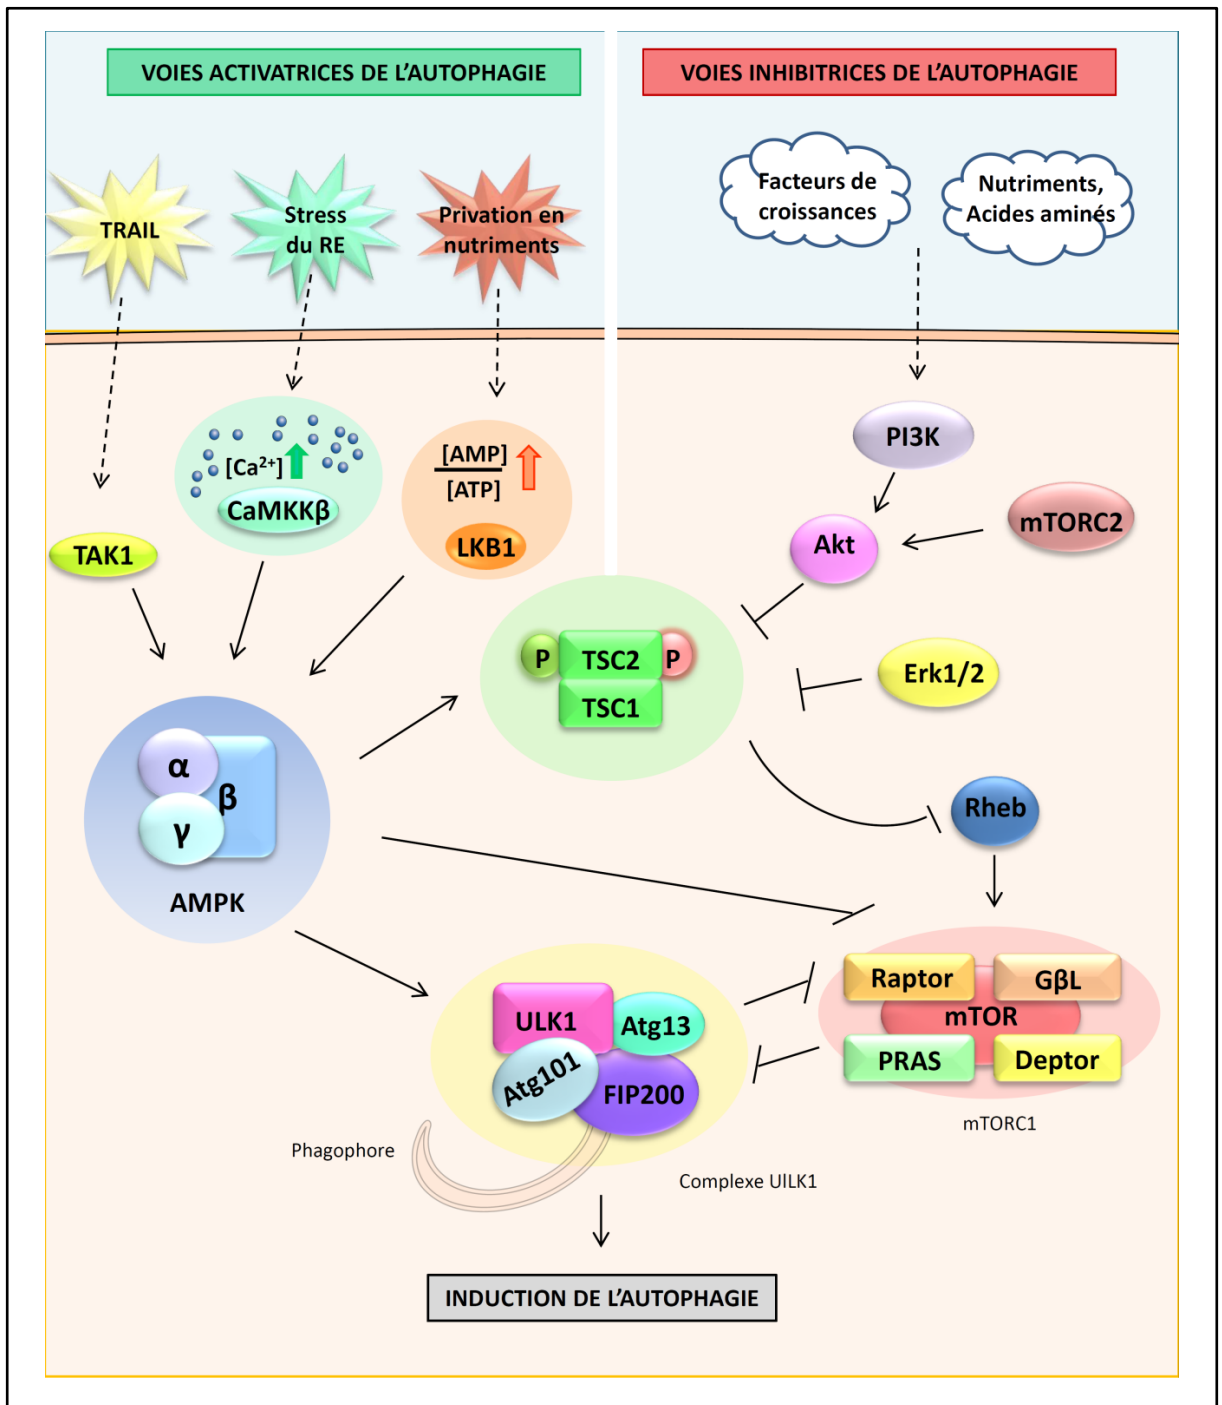 VOIES ACTIVATRICES DE L'AUTOPHAGIE
VOIES INHIBITRICES DE L'AUTOPHAGIE
TRAIL
Stress
du RE
Privation en
nutriments
Facteurs de
croissances
Nutriments,
Acides aminés
[Ca²⁺]
CaMKKβ
[AMP]
[ATP]
LKB1
TAK1
PI3K
Akt
mTORC2
P
TSC2
P
TSC1
Erk1/2
α
β
γ
AMPK
Rheb
ULK1
Atg13
Atg101
FIP200
Raptor
GβL
mTOR
PRAS
Deptor
mTORC1
Phagophore
Complexe UlLK1
INDUCTION DE L'AUTOPHAGIE